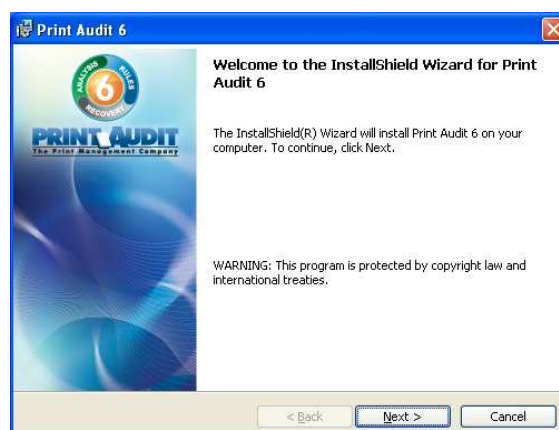 Print Audit 6
ANALYSIS RULES RECOVERY
6
PRINT AUDIT
The Print Management Company
Welcome to the InstallShield Wizard for Print
Audit 6
The InstallShield(R) Wizard will install Print Audit 6 on your
computer. To continue, click Next.
WARNING: This program is protected by copyright law and
international treaties.
< Back
Next >
Cancel